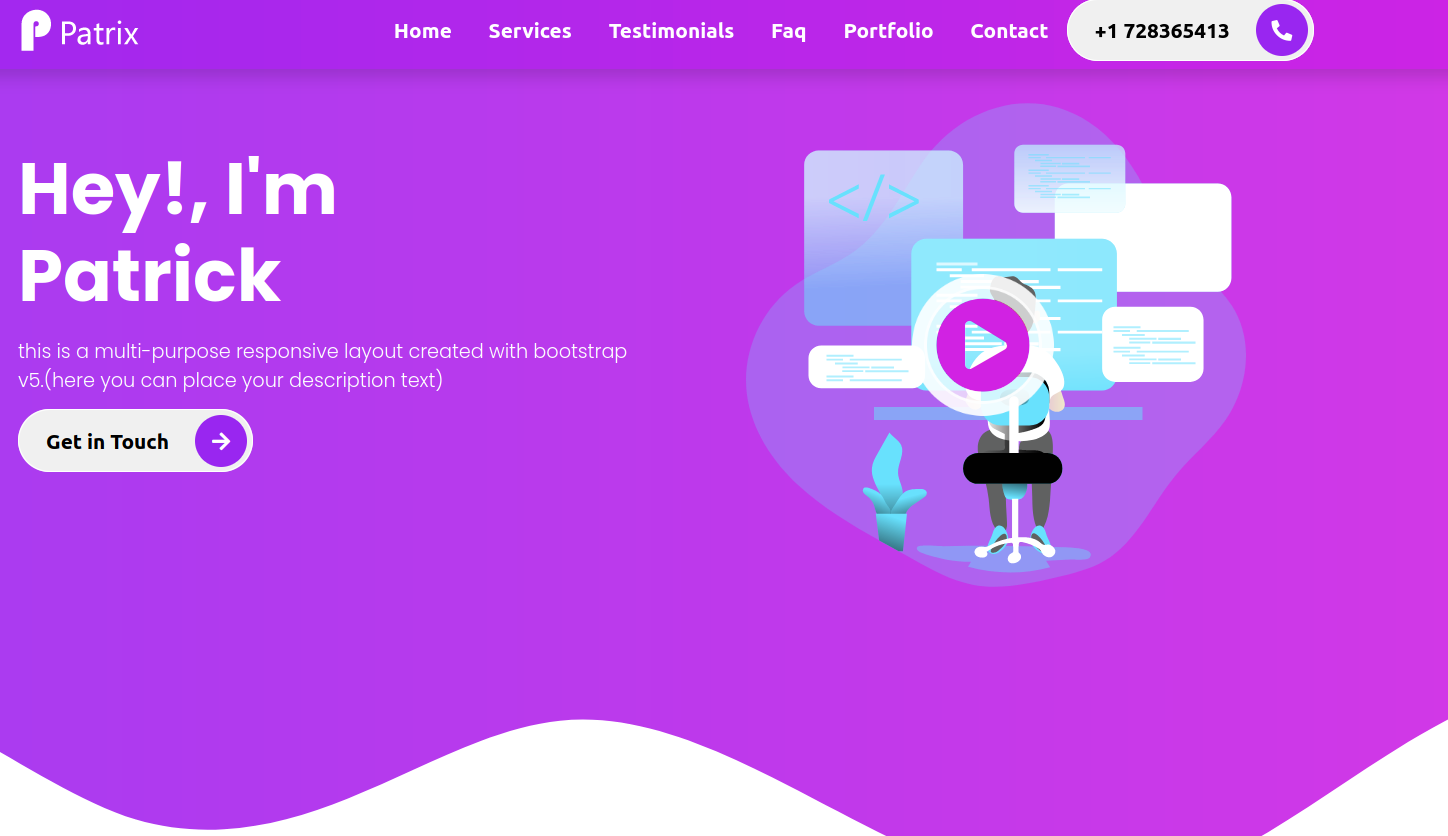 Patrix
Home Services Testimonials Faq Portfolio Contact +1 728365413
Hey!, I'm
Patrick
this is a multi-purpose responsive layout created with bootstrap
v5.(here you can place your description text)
Get in Touch
</>